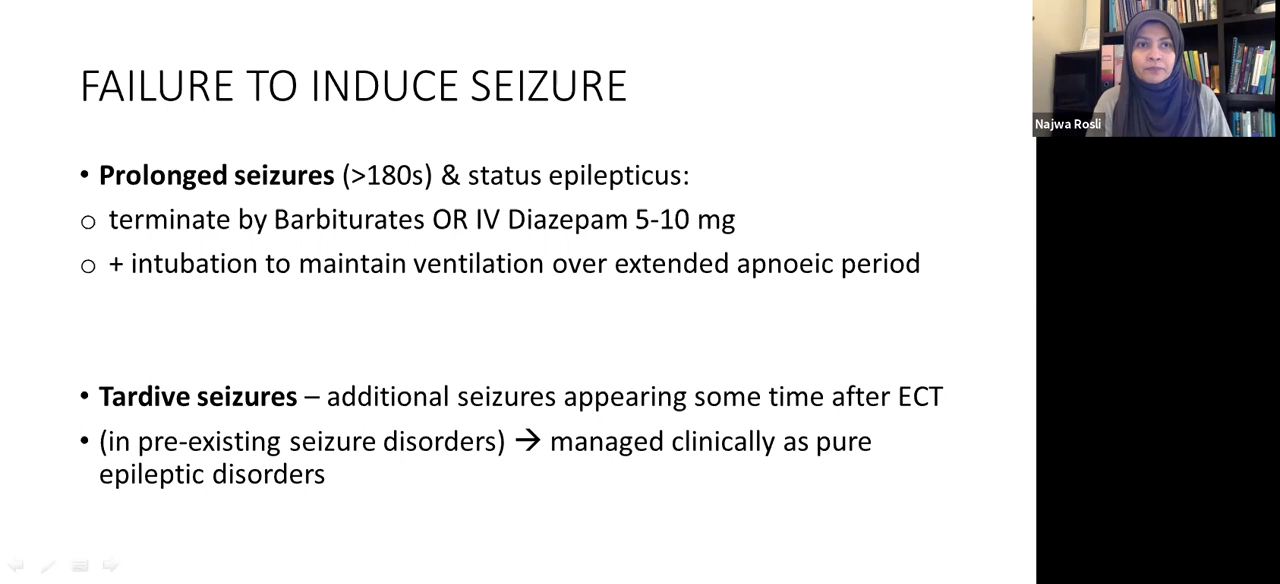 FAILURE TO INDUCE SEIZURE
• Prolonged seizures (>180s) & status epilepticus:
o terminate by Barbiturates OR IV Diazepam 5-10 mg
o + intubation to maintain ventilation over extended apnoeic period
• Tardive seizures – additional seizures appearing some time after ECT
• (in pre-existing seizure disorders) → managed clinically as pure
epileptic disorders
Najwa Rosli